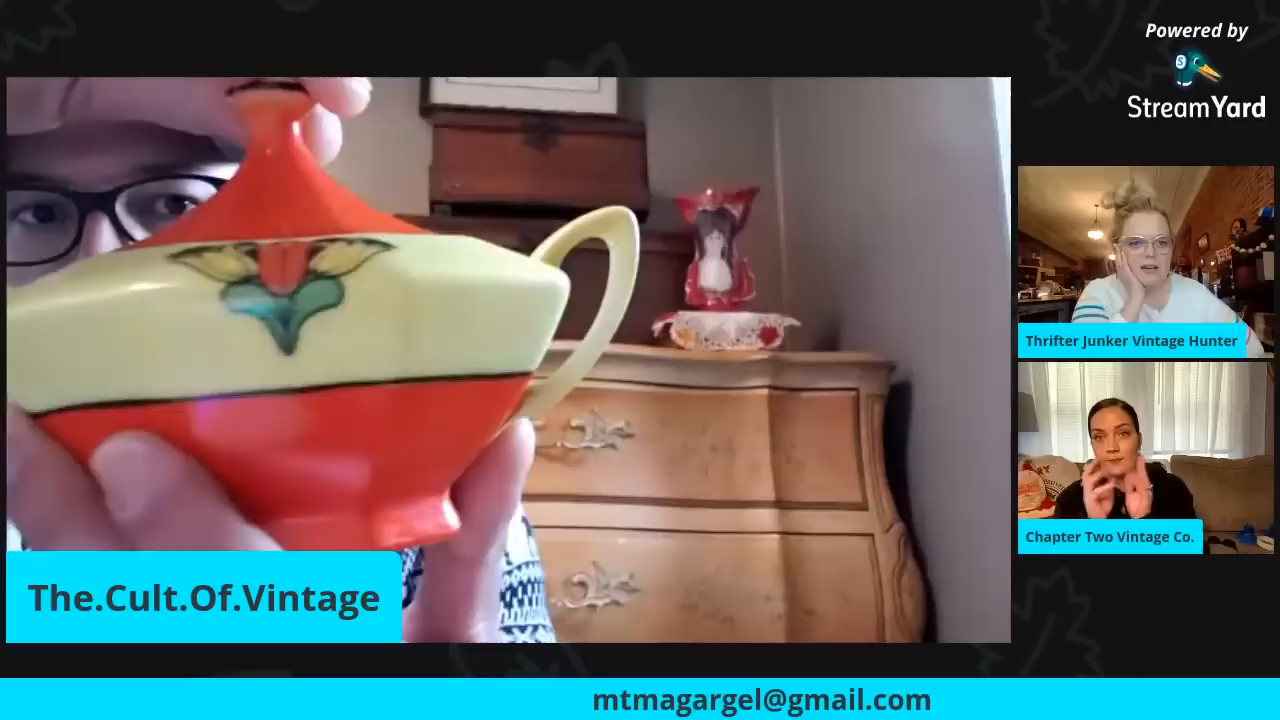 Powered by
StreamYard
Thrifter Junker Vintage Hunter
Chapter Two Vintage Co.
The.Cult.Of.Vintage
mtmagargel@gmail.com